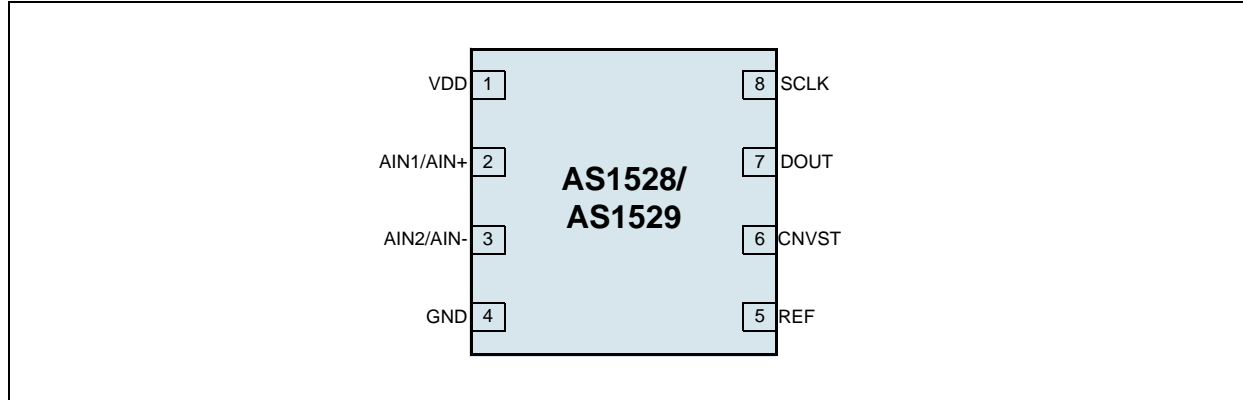 VDD 1 8 SCLK
AIN1/AIN+ 2 7 DOUT
AS1528/
AS1529
AIN2/AIN- 3 6 CNVST
GND 4 5 REF